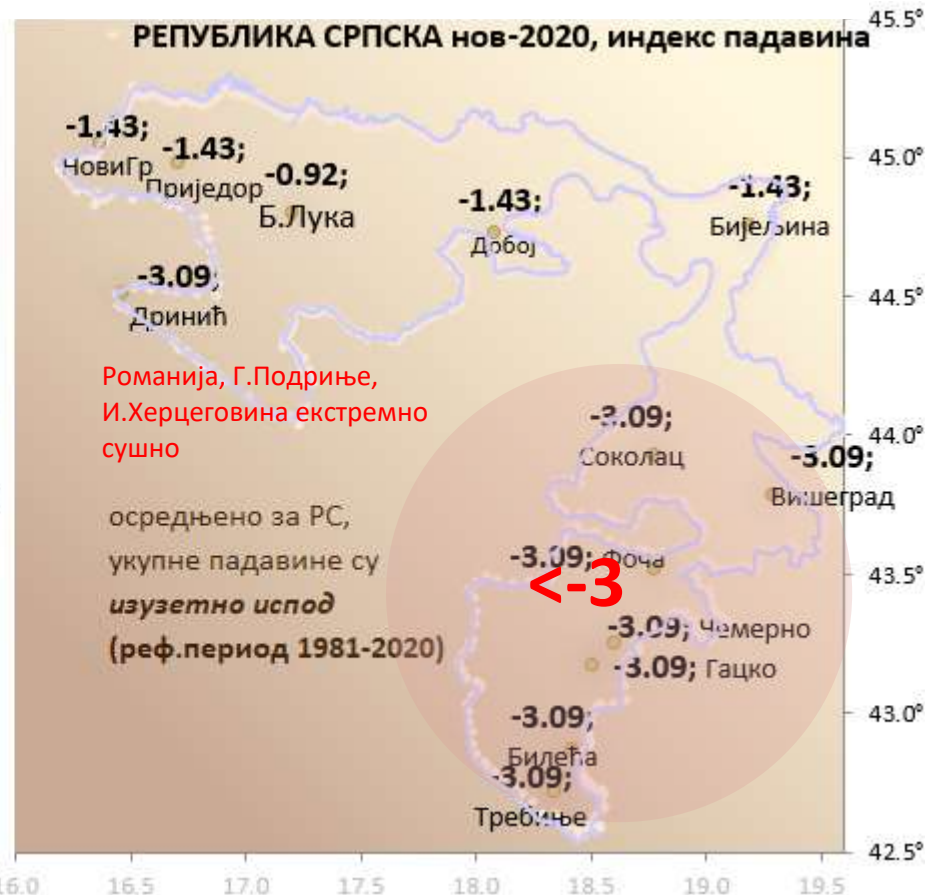 45.5°
РЕПУБЛИКА СРПСКА нов-2020, индекс падавина
-1.43;
НовиГр
-1.43;
Приједор
-0.92;
Б.Лука
-1.43;
Добој
-1.43;
Бијељина
45.0°
-3.09;
Дринић
44.5°
Романија, Г.Подриње,
И.Херцеговина екстремно
сушно
-3.09;
Соколац
44.0°
-3.09;
Вишеград
осредњено за РС,
укупне падавине су
изузетно испод
(реф.период 1981-2020)
-3.09; Фоча
<-3
43.5°
-3.09; Чемерно
-3.09; Гацко
-3.09;
Билећа
43.0°
-3.09;
Требиње
42.5°
16.0 16.5 17.0 17.5 18.0 18.5 19.0 19.5